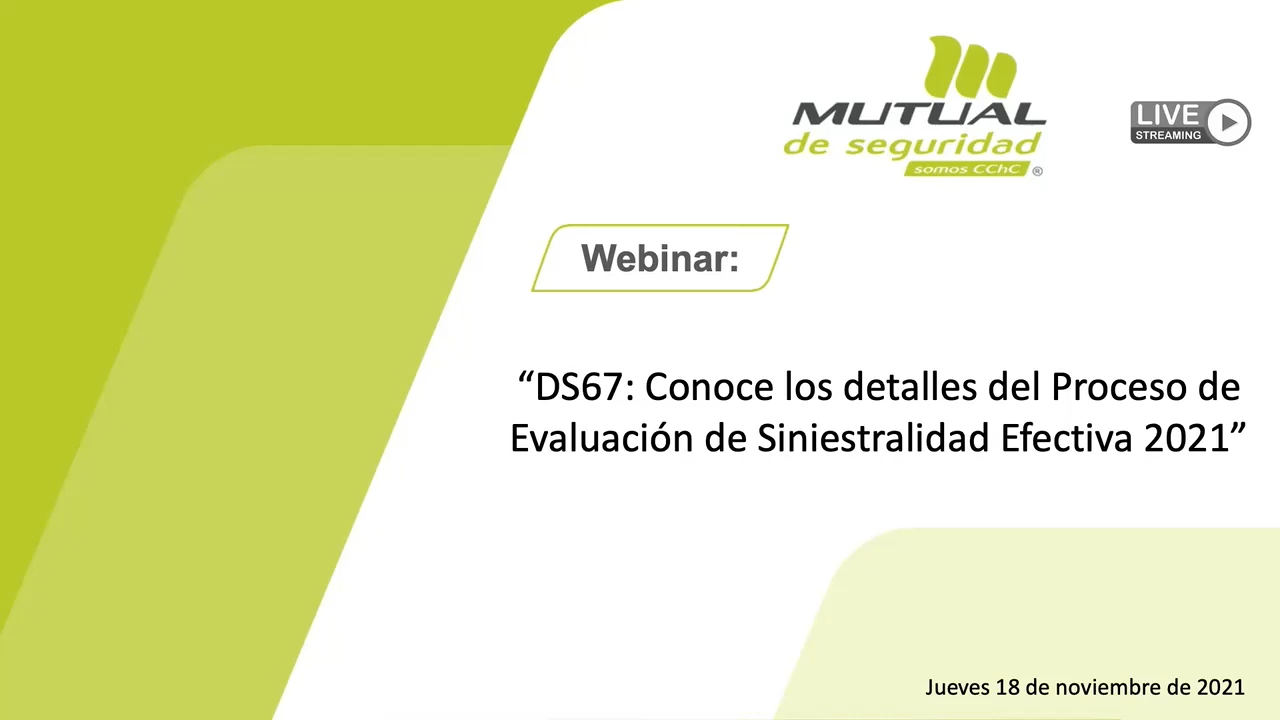 MUTUAL
de seguridad
somos CChC ®
LIVE
STREAMING
Webinar:
“DS67: Conoce los detalles del Proceso de
Evaluación de Siniestralidad Efectiva 2021”
Jueves 18 de noviembre de 2021